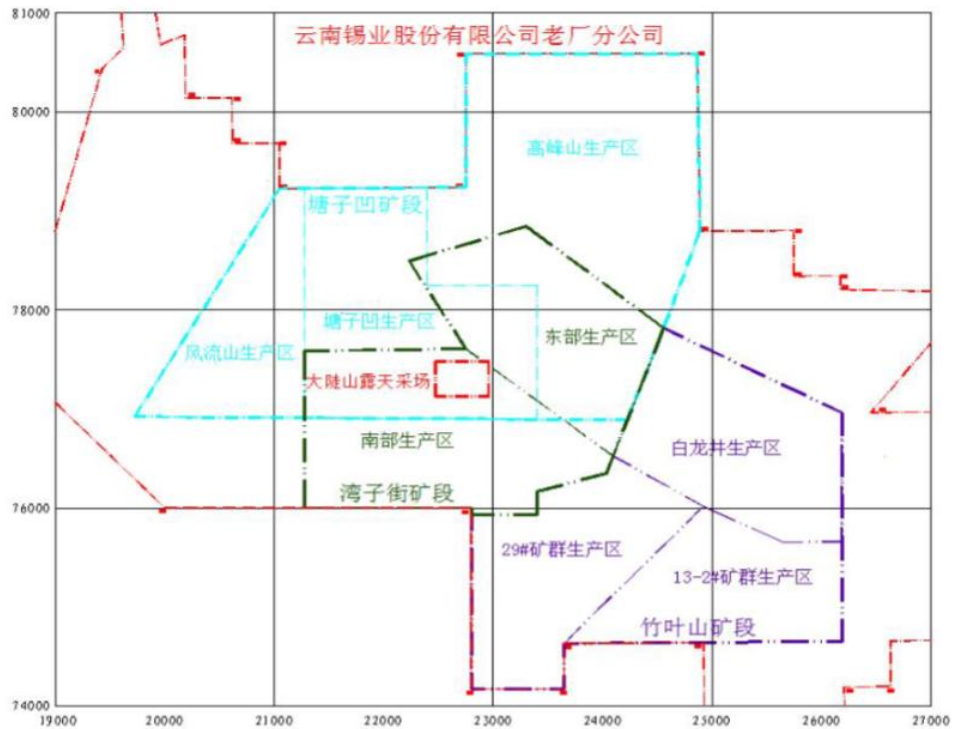 81000
云南锡业股份有限公司老厂分公司
80000
高峰山生产区
塘子凹矿段
78000
塘子凹生产区
东部生产区
风流山生产区
大陡山露天采场
南部生产区
白龙井生产区
湾子街矿段
76000
29#矿群生产区
13-2#矿群生产区
竹叶山矿段
74000
19000 20000 21000 22000 23000 24000 25000 26000 27000